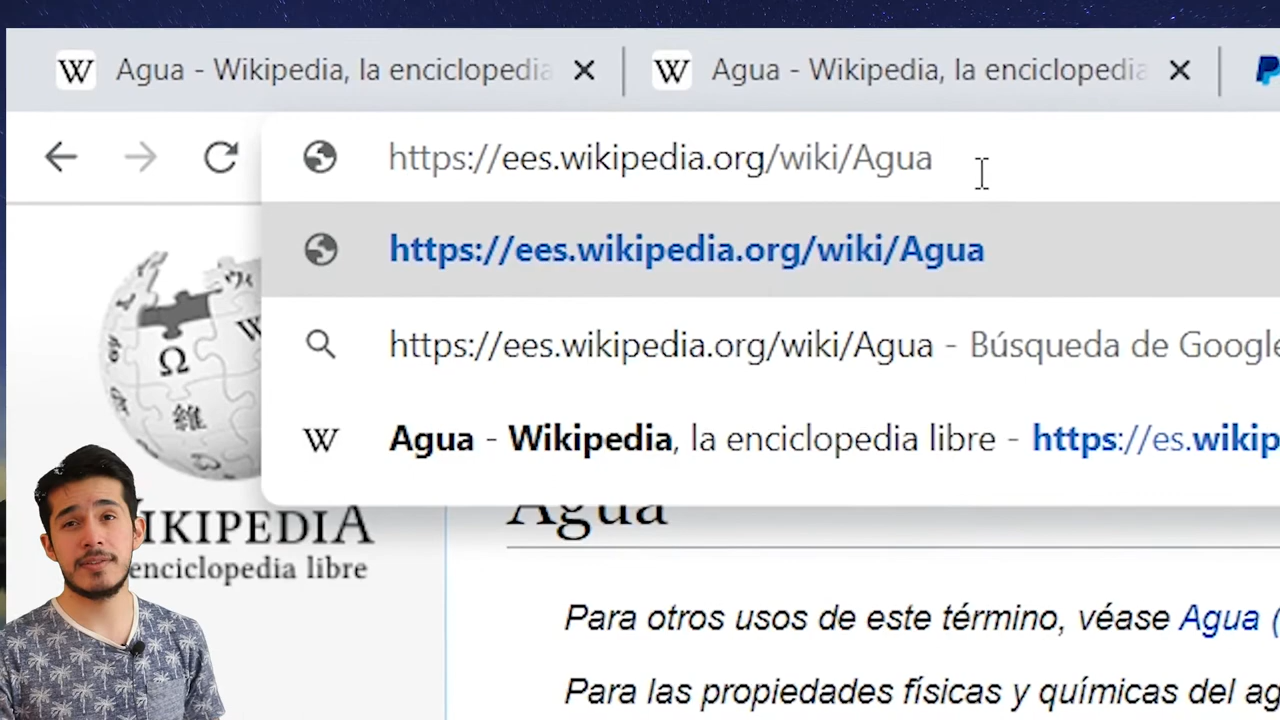 Agua - Wikipedia, la enciclopedia
Agua - Wikipedia, la enciclopedia
https://ees.wikipedia.org/wiki/Agua
https://ees.wikipedia.org/wiki/Agua
https://ees.wikipedia.org/wiki/Agua - Búsqueda de Google
Agua - Wikipedia, la enciclopedia libre - https://es.wikip
WIKIPEDIA
enciclopedia libre
Agua
Para otros usos de este término, véase Agua (
Para las propiedades físicas y químicas del ag